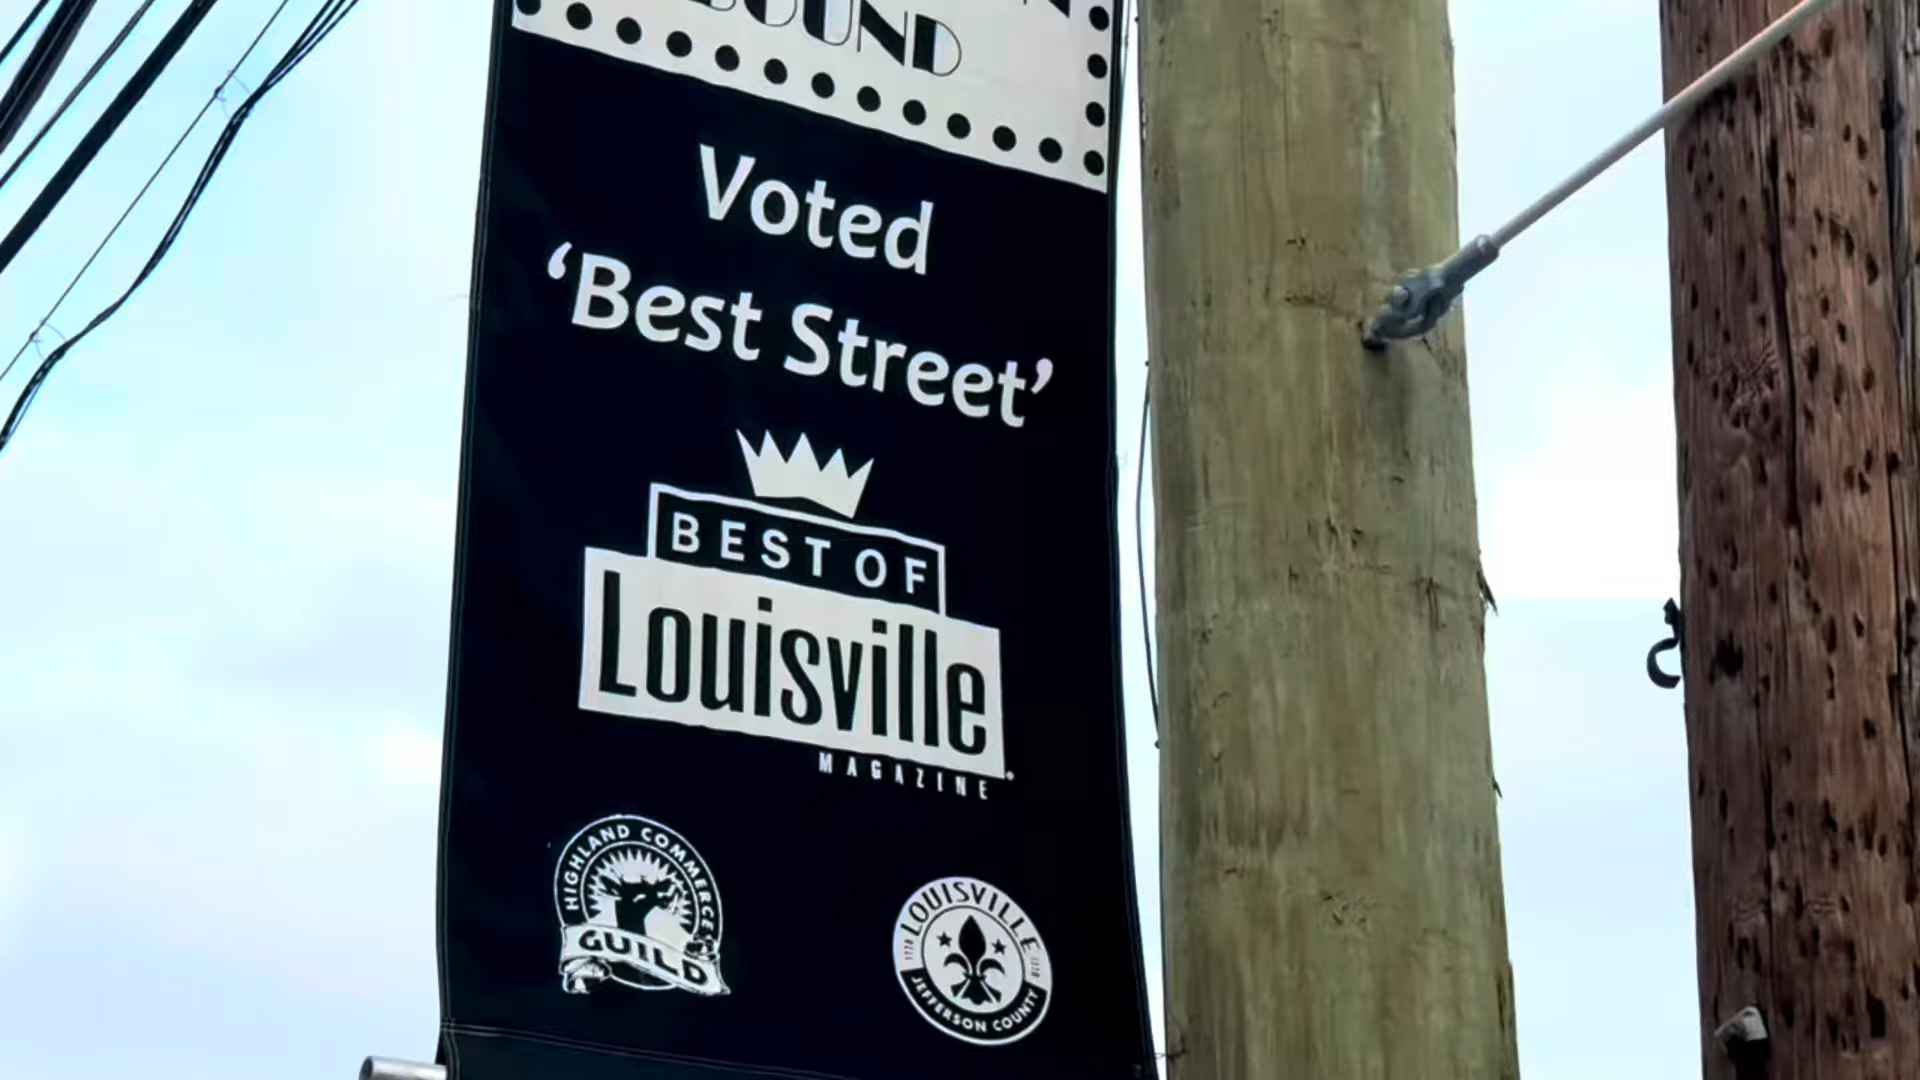 Voted
‘Best Street’
BEST OF
Louisville
MAGAZINE
HIGHLAND COMMERCE
GUILD
LOUISVILLE
JEFFERSON COUNTY